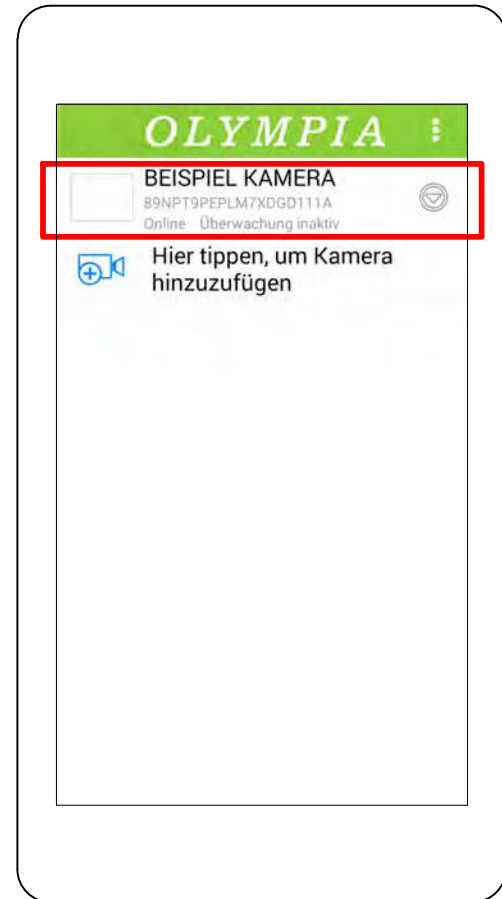 OLYMPIA
BEISPIEL KAMERA
89NPT9PEPLM7XDGD111A
Online Überwachung inaktiv
Hier tippen, um Kamera
hinzuzufügen